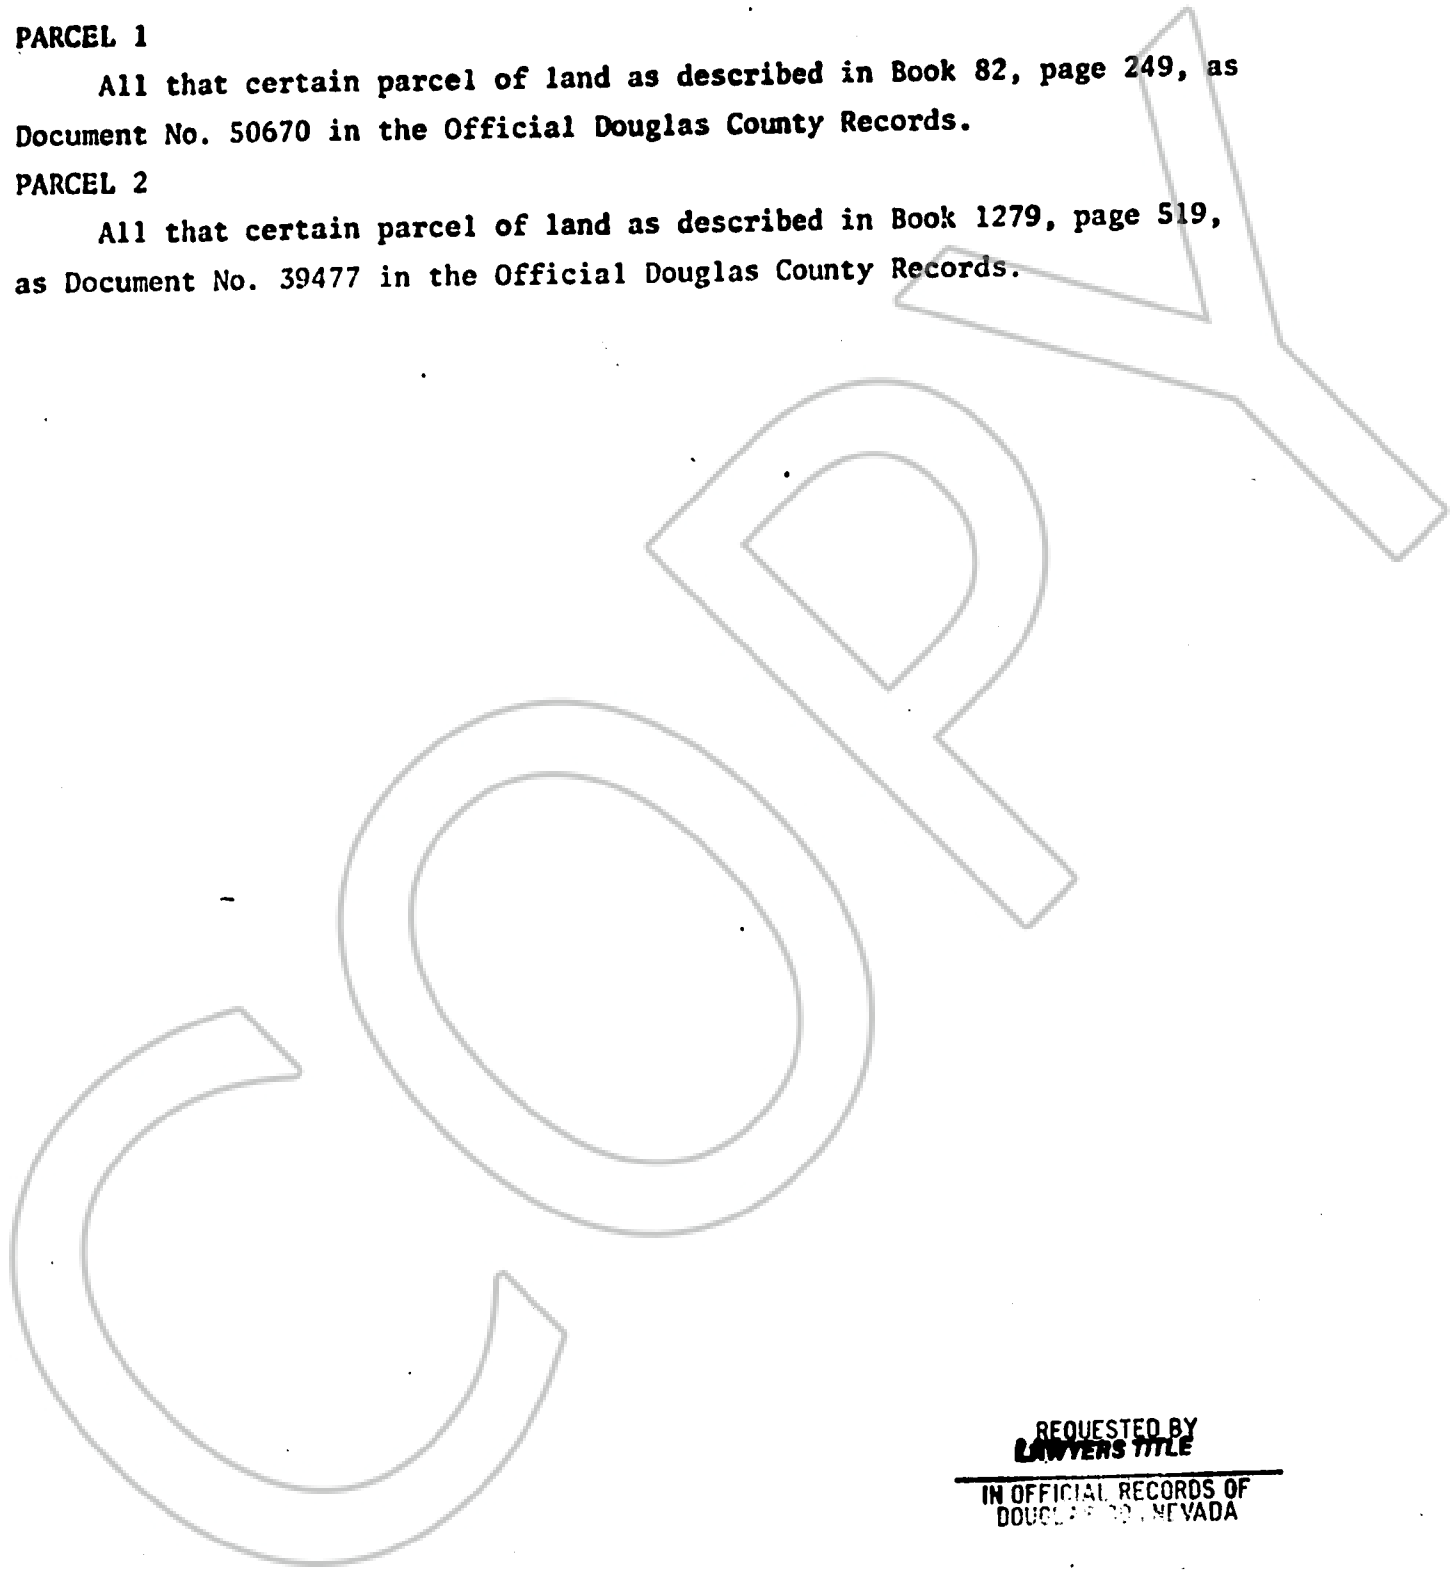 PARCEL 1
All that certain parcel of land as described in Book 82, page 249, as
Document No. 50670 in the Official Douglas County Records.
PARCEL 2
All that certain parcel of land as described in Book 1279, page 519,
as Document No. 39477 in the Official Douglas County Records.
COPY
REQUESTED BY
LAWYERS TITLE
IN OFFICIAL RECORDS OF
DOUGLAS CO., NEVADA